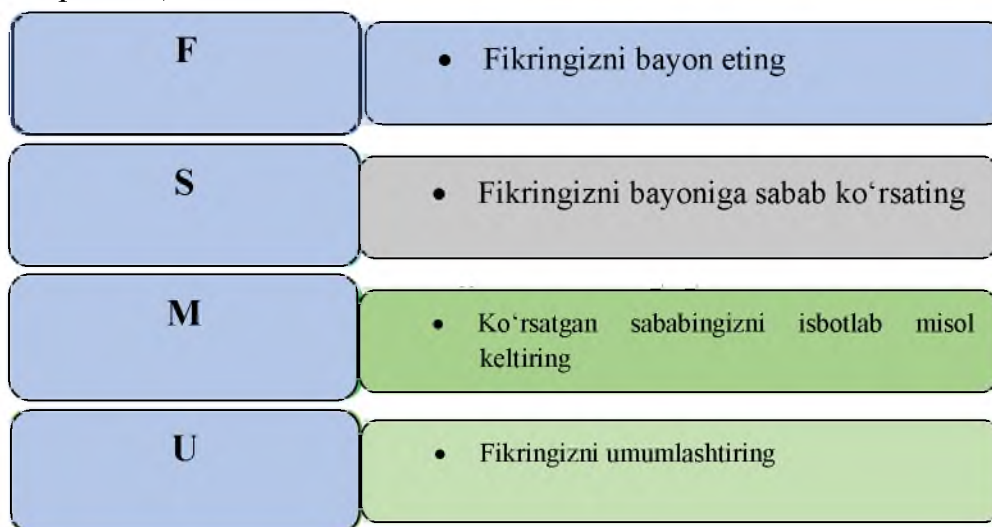 F
• Fikringizni bayon eting
S
• Fikringizni bayoniga sabab ko‘rsating
M
• Ko‘rsatgan sababingizni isbotlab misol
keltiring
U
• Fikringizni umumlashtiring